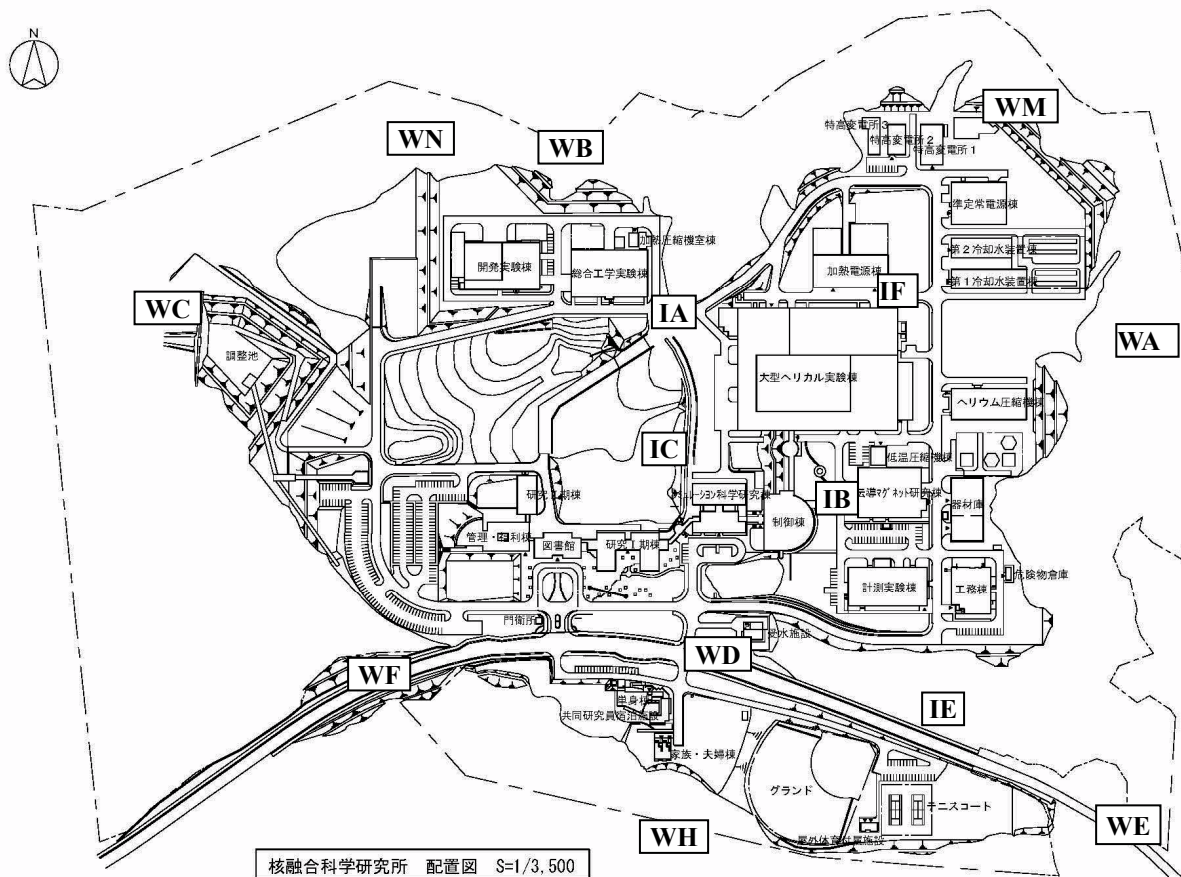 N
WM
特高変電所3
特高変電所2
特高変電所1
WN
WB
準定常電源棟
加熱圧縮機室棟
開発実験棟
総合工学実験棟
第2冷却水装置棟
加熱電源棟
第1冷却水装置棟
IF
WC
IA
WA
調整池
大型ヘリカル実験棟
ヘリウム圧縮機棟
IC
低温圧縮機棟
研究Ⅱ期棟
シミュレーション科学研究棟
IB
伝導マグネット研究棟
器材庫
制御棟
管理・福利棟
図書館
研究Ⅰ期棟
危険物倉庫
計測実験棟
工務棟
門衛所
受水施設
WD
WF
単身棟
IE
共同研究員宿泊施設
家族・夫婦棟
グランド
テニスコート
WE
WH
屋外体育付属施設
核融合科学研究所 配置図 S=1/3,500